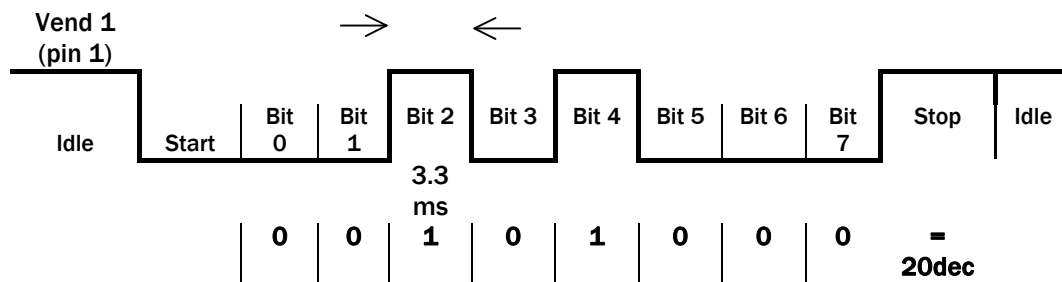 Vend 1
(pin 1)
Idle Start Bit 0 Bit 1 Bit 2 Bit 3 Bit 4 Bit 5 Bit 6 Bit 7 Stop Idle
3.3
ms
0 0 1 0 1 0 0 0 =
20dec